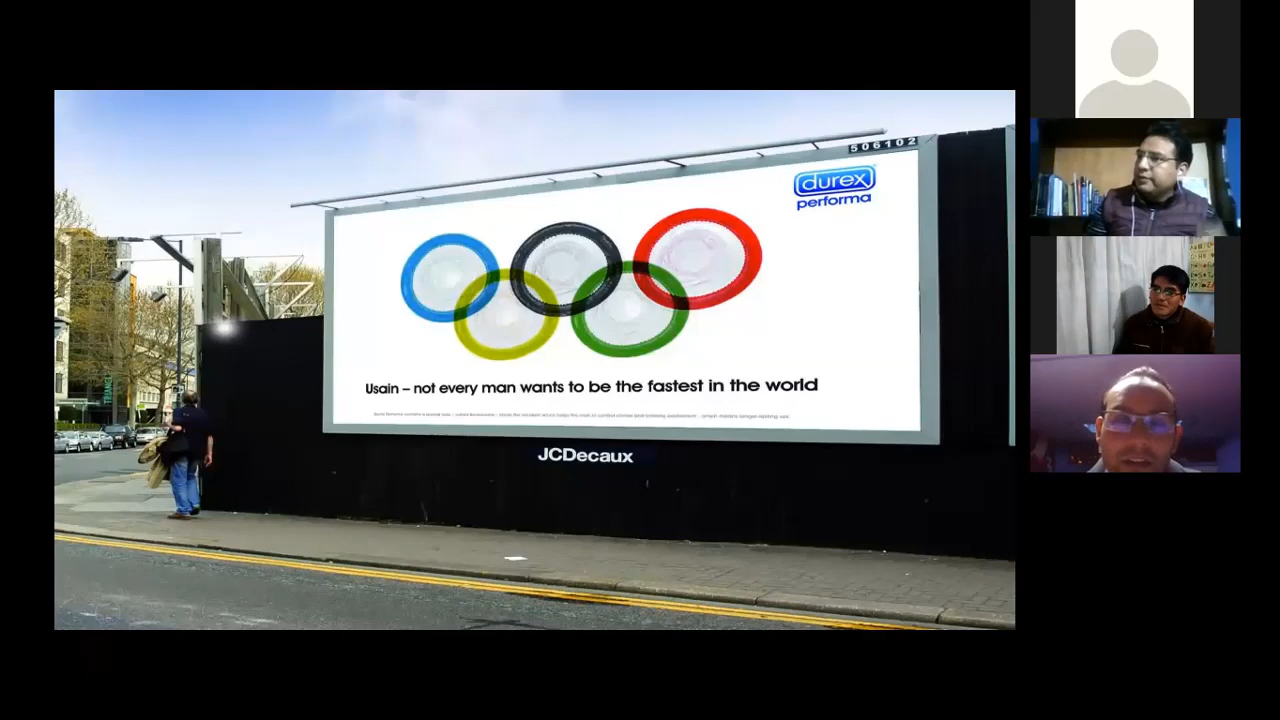 506102
durex
performa
Usain – not every man wants to be the fastest in the world
JCDecaux